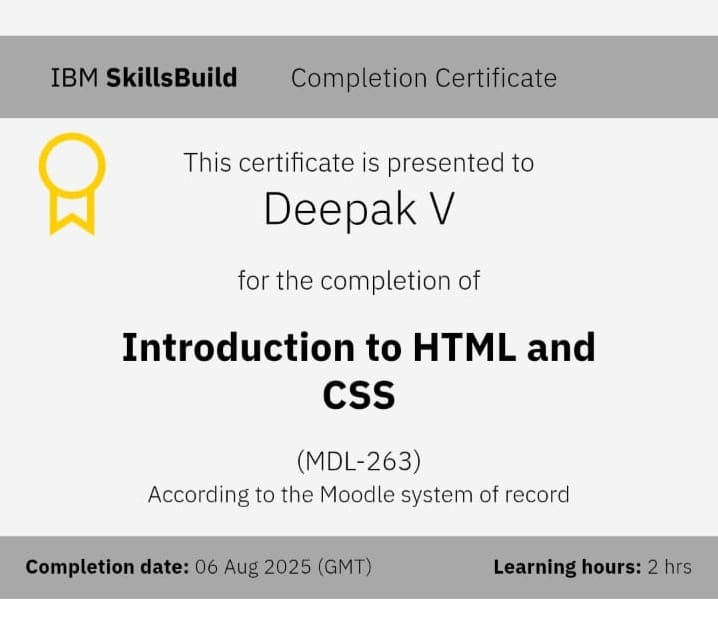 IBM SkillsBuild Completion Certificate
This certificate is presented to
Deepak V
for the completion of
Introduction to HTML and
CSS
(MDL-263)
According to the Moodle system of record
Completion date: 06 Aug 2025 (GMT) Learning hours: 2 hrs